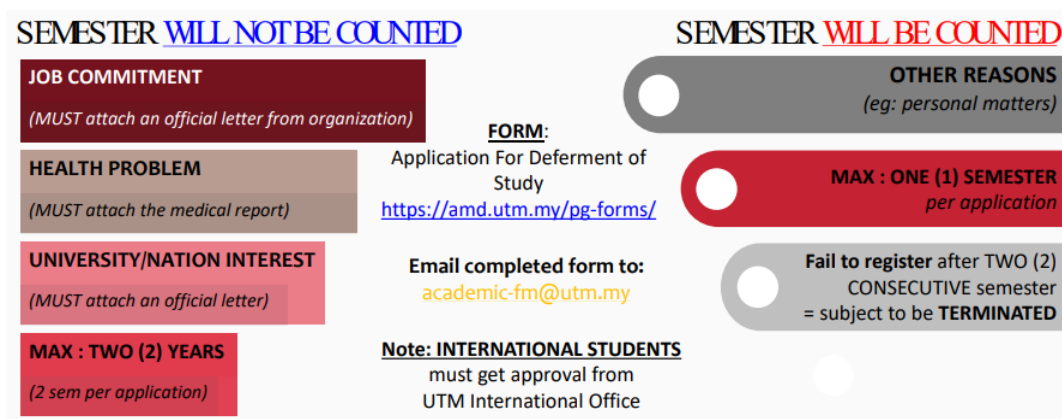 SEMESTER WILL NOT BE COUNTED
JOB COMMITMENT
(MUST attach an official letter from organization)
HEALTH PROBLEM
(MUST attach the medical report)
UNIVERSITY/NATION INTEREST
(MUST attach an official letter)
MAX : TWO (2) YEARS
(2 sem per application)
FORM:
Application For Deferment of
Study
https://amd.utm.my/pg-forms/
Email completed form to:
academic-fm@utm.my
Note: INTERNATIONAL STUDENTS
must get approval from
UTM International Office
SEMESTER WILL BE COUNTED
OTHER REASONS
(eg: personal matters)
MAX : ONE (1) SEMESTER
per application
Fail to register after TWO (2)
CONSECUTIVE semester
= subject to be TERMINATED